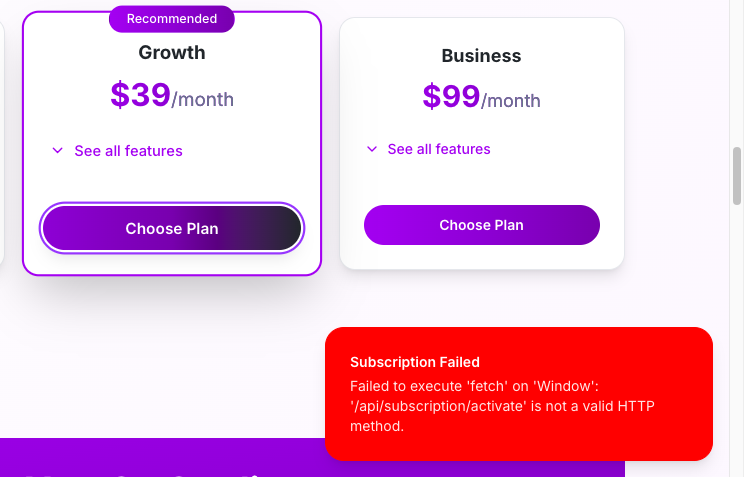 Recommended
Growth
$39/month
See all features
Choose Plan
Business
$99/month
See all features
Choose Plan
Subscription Failed
Failed to execute 'fetch' on 'Window':
'/api/subscription/activate' is not a valid HTTP
method.